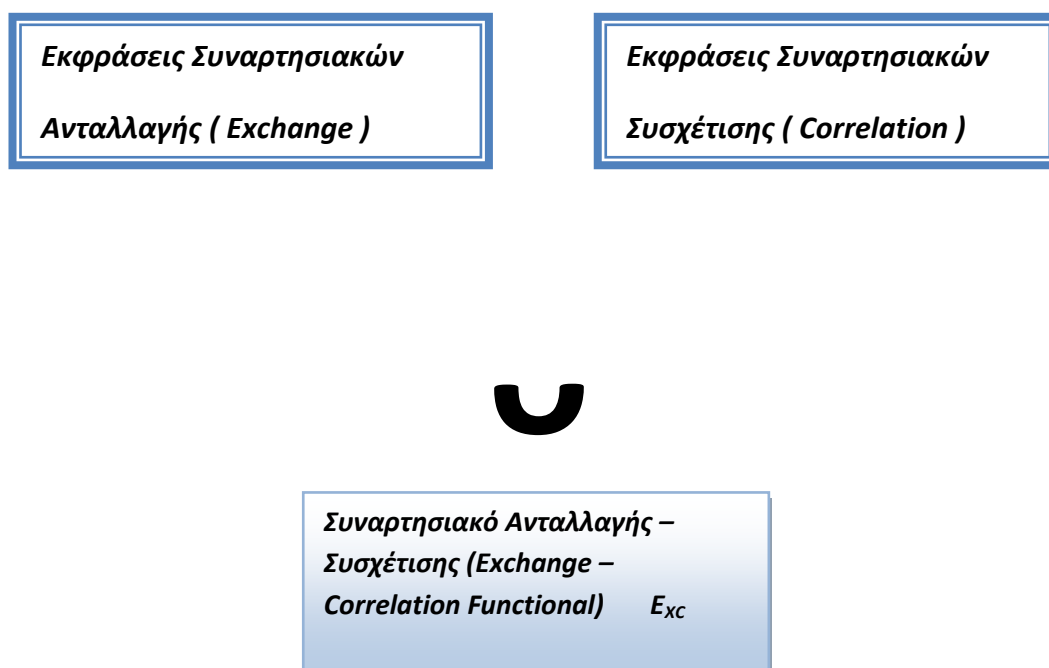 Εκφράσεις Συναρτησιακών
Ανταλλαγής ( Exchange )
Εκφράσεις Συναρτησιακών
Συσχέτισης ( Correlation )
Συναρτησιακό Ανταλλαγής –
Συσχέτισης (Exchange –
Correlation Functional) E_XC